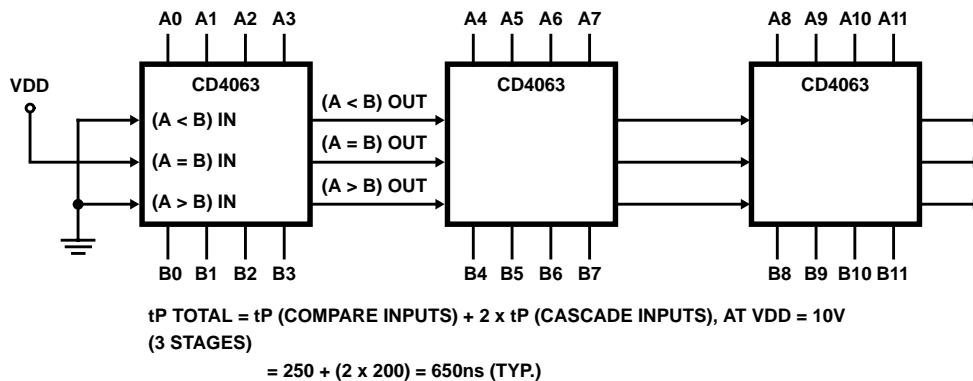 A0 A1 A2 A3 A4 A5 A6 A7 A8 A9 A10 A11
VDD CD4063 CD4063 CD4063
(A < B) IN (A < B) OUT
(A = B) IN (A = B) OUT
(A > B) IN (A > B) OUT
B0 B1 B2 B3 B4 B5 B6 B7 B8 B9 B10 B11
tP TOTAL = tP (COMPARE INPUTS) + 2 x tP (CASCADE INPUTS), AT VDD = 10V
(3 STAGES)
= 250 + (2 x 200) = 650ns (TYP.)